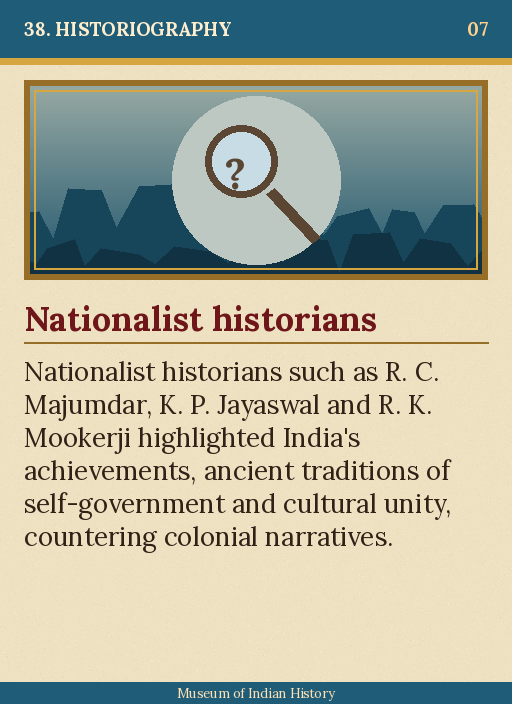 38. HISTORIOGRAPHY
07
?
Nationalist historians
Nationalist historians such as R. C.
Majumdar, K. P. Jayaswal and R. K.
Mookerji highlighted India's
achievements, ancient traditions of
self-government and cultural unity,
countering colonial narratives.
Museum of Indian History